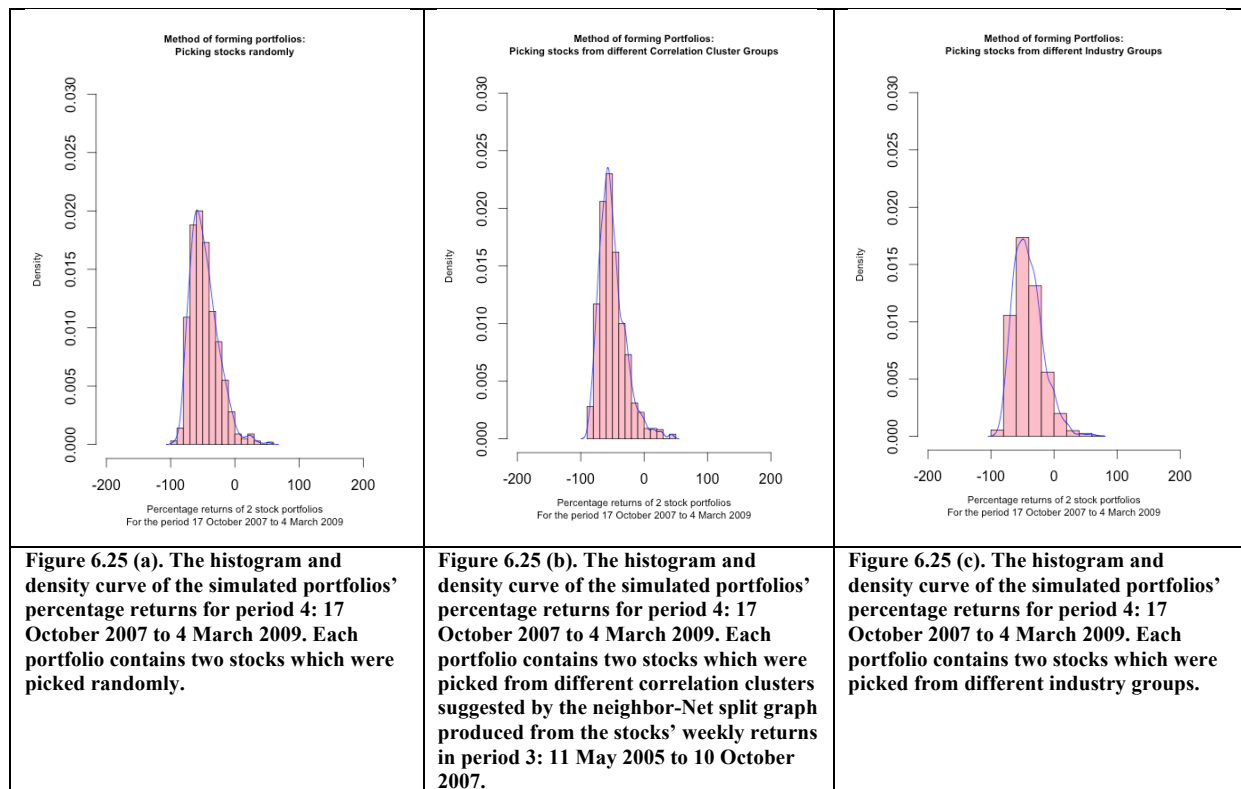 Method of forming portfolios:
Picking stocks randomly
0.030
0.025
0.020
0.015
0.010
0.005
0.000
Density
-200
-100
0
100
200
Percentage returns of 2 stock portfolios
For the period 17 October 2007 to 4 March 2009
Figure 6.25 (a). The histogram and
density curve of the simulated portfolios’
percentage returns for period 4: 17
October 2007 to 4 March 2009. Each
portfolio contains two stocks which were
picked randomly.
Method of forming Portfolios:
Picking stocks from different Correlation Cluster Groups
0.030
0.025
0.020
0.015
0.010
0.005
0.000
Density
-200
-100
0
100
200
Percentage returns of 2 stock portfolios
For the period 17 October 2007 to 4 March 2009
Figure 6.25 (b). The histogram and
density curve of the simulated portfolios’
percentage returns for period 4: 17
October 2007 to 4 March 2009. Each
portfolio contains two stocks which were
picked from different correlation clusters
suggested by the neighbor-Net split graph
produced from the stocks’ weekly returns
in period 3: 11 May 2005 to 10 October
2007.
Method of forming Portfolios:
Picking stocks from different Industry Groups
0.030
0.025
0.020
0.015
0.010
0.005
0.000
Density
-200
-100
0
100
200
Percentage returns of 2 stock portfolios
For the period 17 October 2007 to 4 March 2009
Figure 6.25 (c). The histogram and
density curve of the simulated portfolios’
percentage returns for period 4: 17
October 2007 to 4 March 2009. Each
portfolio contains two stocks which were
picked from different industry groups.